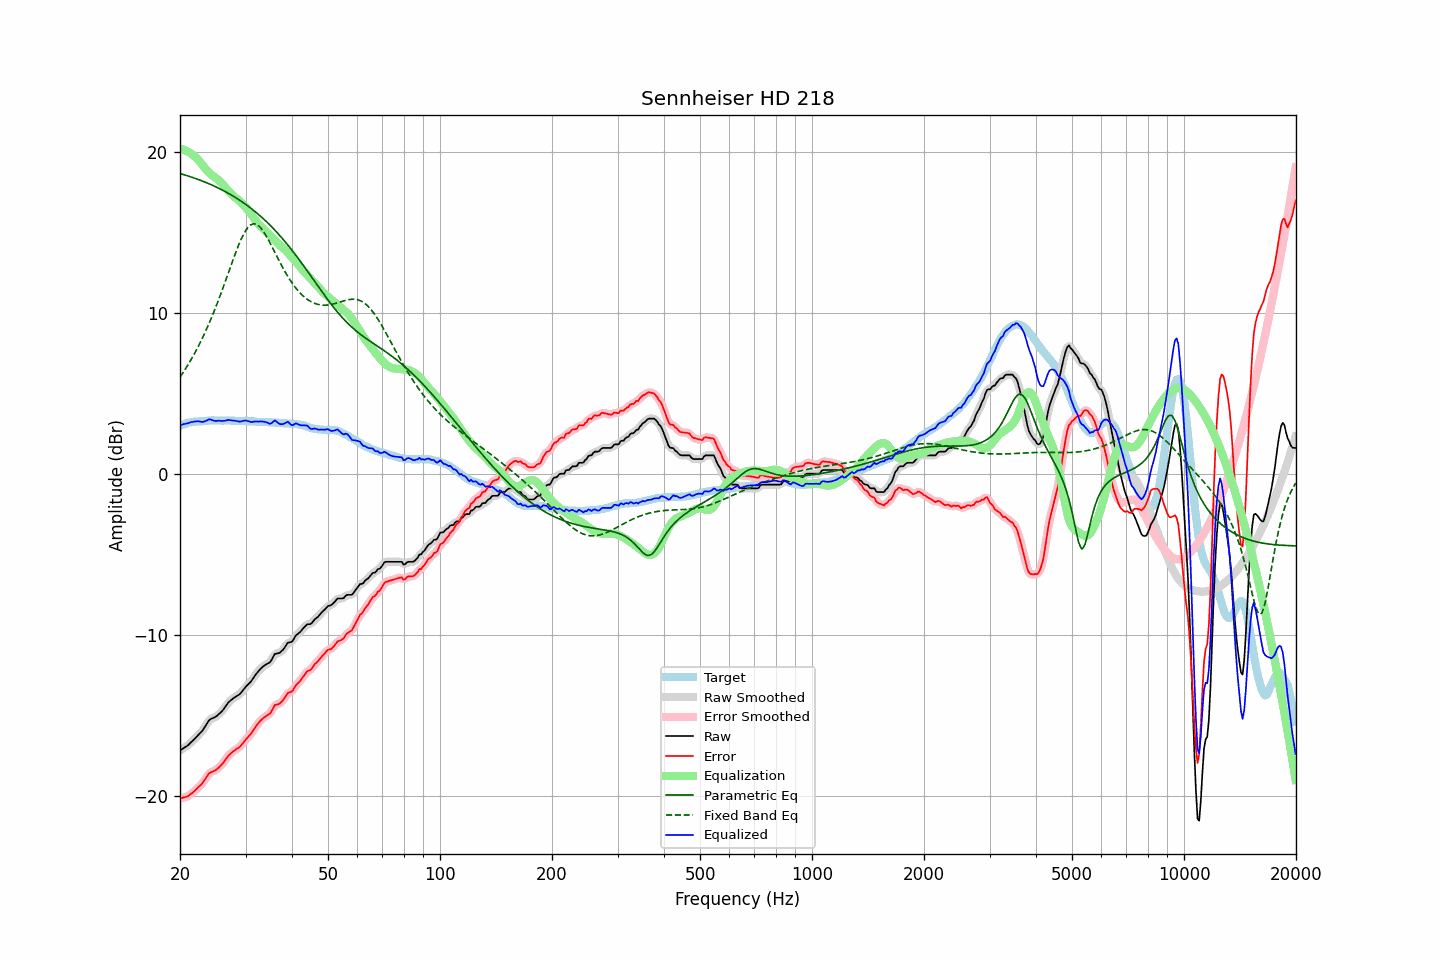 Sennheiser HD 218
Amplitude (dBr)
20
10
0
−10
−20
Target
Raw Smoothed
Error Smoothed
Raw
Error
Equalization
Parametric Eq
Fixed Band Eq
Equalized
20 50 100 200 500 1000 2000 5000 10000 20000
Frequency (Hz)